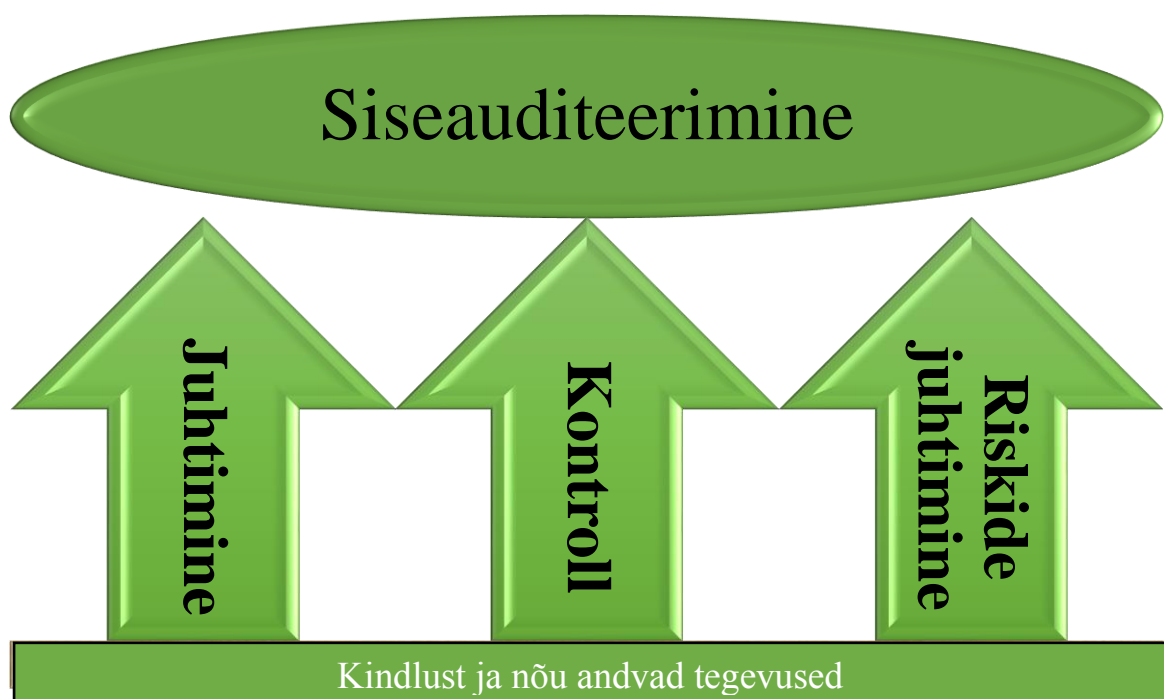 Siseauditeerimine
Juhtimine
Kontroll
Riskide
juhtimine
Kindlust ja nõu andvad tegevused